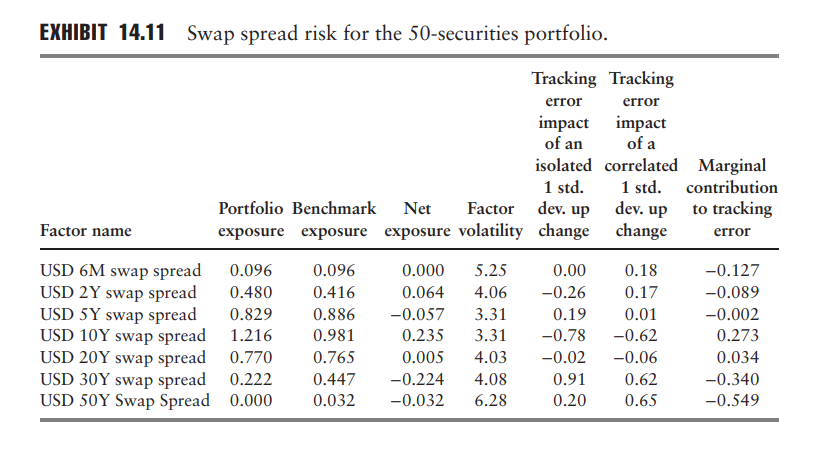 EXHIBIT 14.11 Swap spread risk for the 50-securities portfolio.
Tracking Tracking
error error
impact impact
of an of a
isolated correlated Marginal
1 std. 1 std. contribution
Portfolio Benchmark Net Factor dev. up dev. up to tracking
Factor name exposure exposure exposure volatility change change error
USD 6M swap spread 0.096 0.096 0.000 5.25 0.00 0.18 −0.127
USD 2Y swap spread 0.480 0.416 0.064 4.06 −0.26 0.17 −0.089
USD 5Y swap spread 0.829 0.886 −0.057 3.31 0.19 0.01 −0.002
USD 10Y swap spread 1.216 0.981 0.235 3.31 −0.78 −0.62 0.273
USD 20Y swap spread 0.770 0.765 0.005 4.03 −0.02 −0.06 0.034
USD 30Y swap spread 0.222 0.447 −0.224 4.08 0.91 0.62 −0.340
USD 50Y Swap Spread 0.000 0.032 −0.032 6.28 0.20 0.65 −0.549